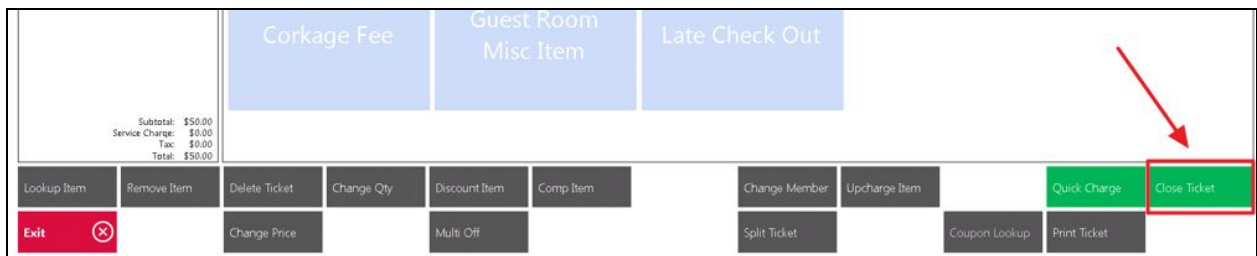 Corkage Fee
Guest Room
Misc Item
Late Check Out
Subtotal: $50.00
Service Charge: $0.00
Tax: $0.00
Total: $50.00
Lookup Item
Remove Item
Delete Ticket
Change Qty
Discount Item
Comp Item
Change Member
Upcharge Item
Quick Charge
Close Ticket
Exit
Change Price
Multi Off
Split Ticket
Coupon Lookup
Print Ticket